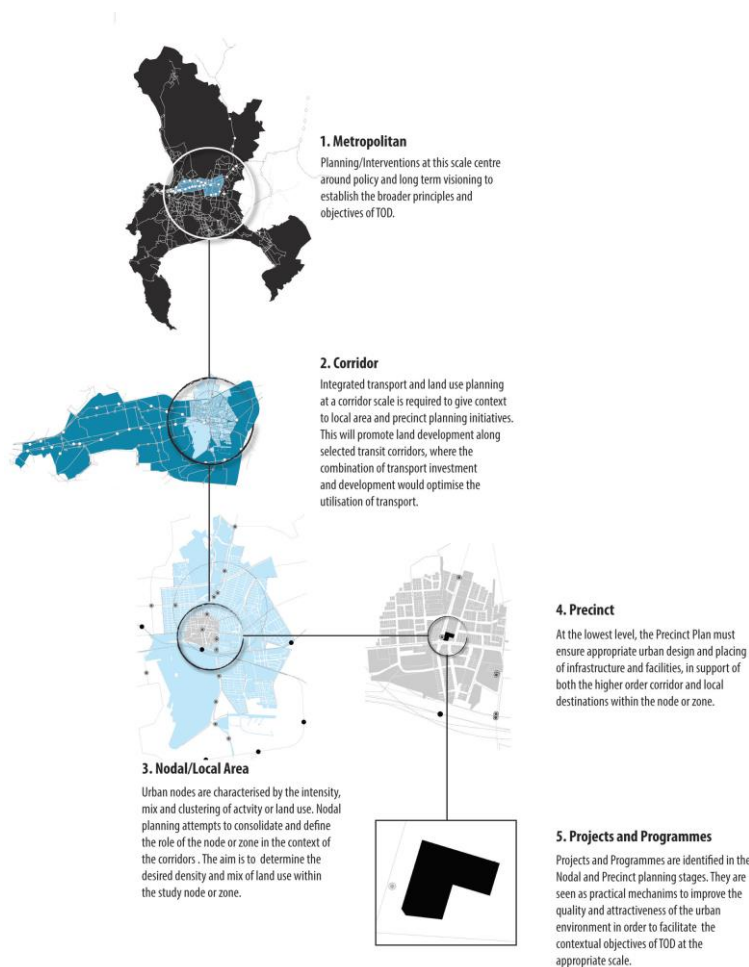 1. Metropolitan
Planning/Interventions at this scale centre
around policy and long term visioning to
establish the broader principles and
objectives of TOD.
2. Corridor
Integrated transport and land use planning
at a corridor scale is required to give context
to local area and precinct planning initiatives.
This will promote land development along
selected transit corridors, where the
combination of transport investment
and development would optimise the
utilisation of transport.
3. Nodal/Local Area
Urban nodes are characterised by the intensity,
mix and clustering of actvity or land use. Nodal
planning attempts to consolidate and define
the role of the node or zone in the context of
the corridors . The aim is to determine the
desired density and mix of land use within
the study node or zone.
4. Precinct
At the lowest level, the Precinct Plan must
ensure appropriate urban design and placing
of infrastructure and facilities, in support of
both the higher order corridor and local
destinations within the node or zone.
5. Projects and Programmes
Projects and Programmes are identified in the
Nodal and Precinct planning stages. They are
seen as practical mechanims to improve the
quality and attractiveness of the urban
environment in order to facilitate the
contextual objectives of TOD at the
appropriate scale.